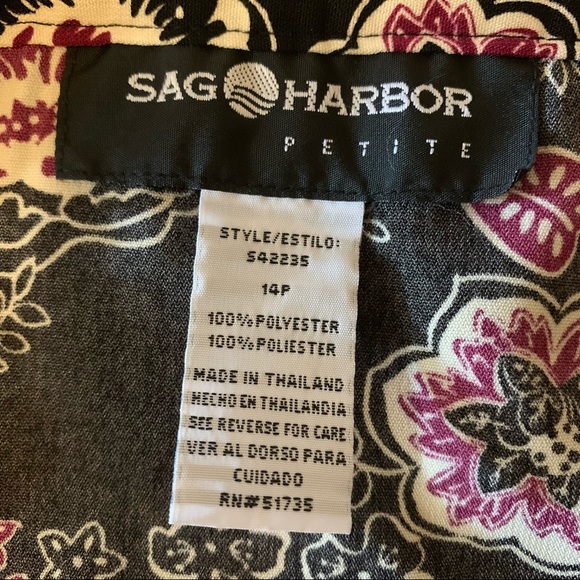 SAG HARBOR
PETITE
STYLE/ESTILO:
S42235
14P
100%POLYESTER
100%POLIESTER
MADE IN THAILAND
HECHO EN THAILANDIA
SEE REVERSE FOR CARE
VER AL DORSO PARA
CUIDADO
RN#51735